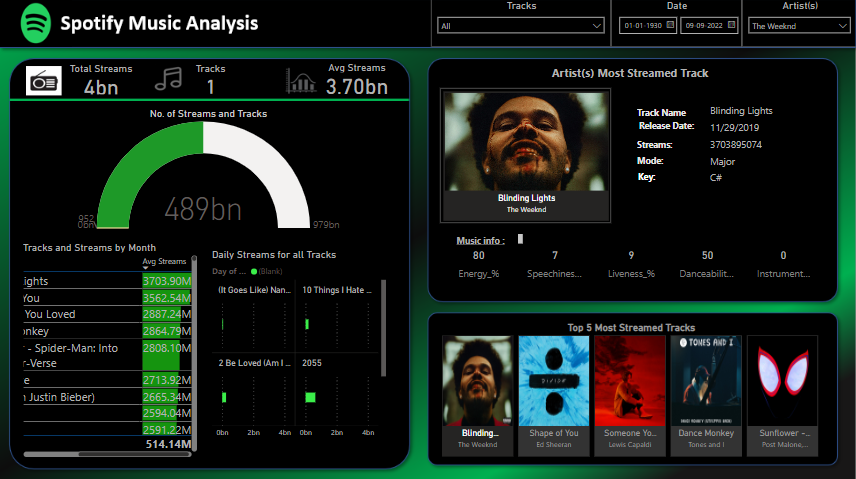 Spotify Music Analysis
Tracks
All
Date
01-01-1930
09-09-2022
Artist(s)
The Weeknd
Total Streams
4bn
Tracks
1
Avg Streams
3.70bn
No. of Streams and Tracks
489bn
952
0bn
979bn
Tracks and Streams by Month
Avg Streams
ights 3703.90M
You 3562.54M
You Loved 2887.24M
onkey 2864.79M
r - Spider-Man: Into 2808.10M
r-Verse
e 2713.92M
n Justin Bieber) 2665.34M
2594.04M
2591.22M
514.14M
Daily Streams for all Tracks
Day of ... (Blank)
(It Goes Like) Nan...
10 Things I Hate ...
2 Be Loved (Am I ...
2055
0bn 2bn 4bn 0bn 2bn 4bn
Artist(s) Most Streamed Track
Blinding Lights
The Weeknd
Track Name Blinding Lights
Release Date: 11/29/2019
Streams: 3703895074
Mode: Major
Key: C#
Music info :
80 7 9 50 0
Energy_% Speechines... Liveness_% Danceabilit... Instrument...
Top 5 Most Streamed Tracks
DIVIDE
TONES AND I
Blinding... Shape of You Someone Yo... Dance Monkey Sunflower -...
The Weeknd Ed Sheeran Lewis Capaldi Tones and I Post Malone,...